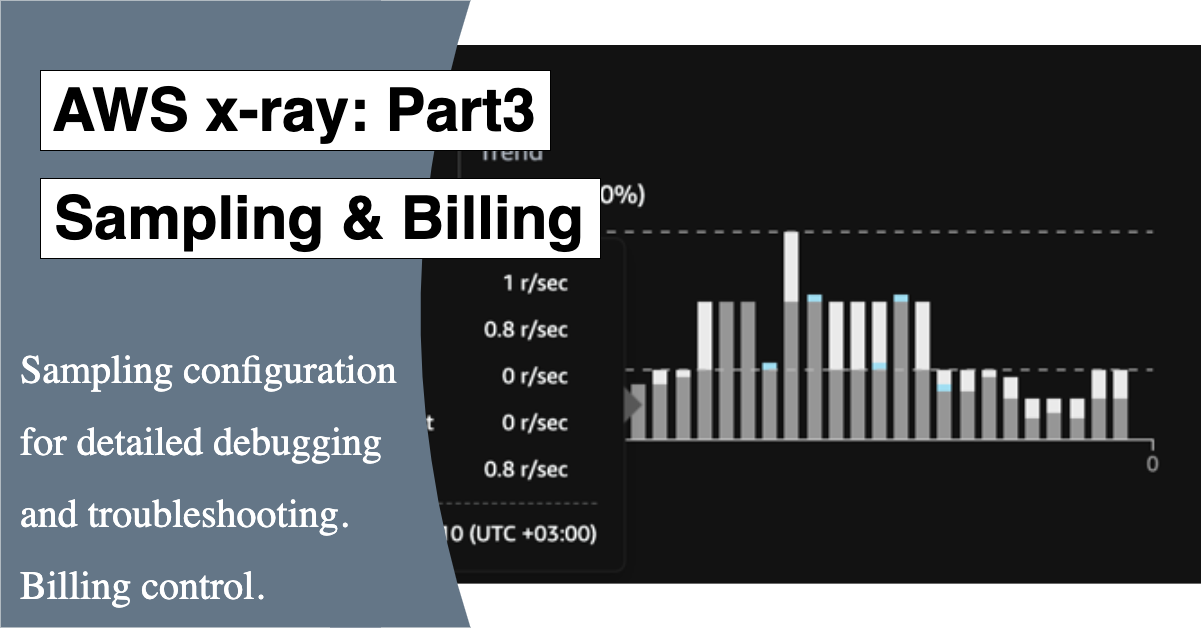 AWS x-ray: Part3
Trend
Sampling & Billing
0%)
1 r/sec
0.8 r/sec
0 r/sec
t 0 r/sec
0.8 r/sec
10 (UTC +03:00)
0
Sampling configuration
for detailed debugging
and troubleshooting.
Billing control.